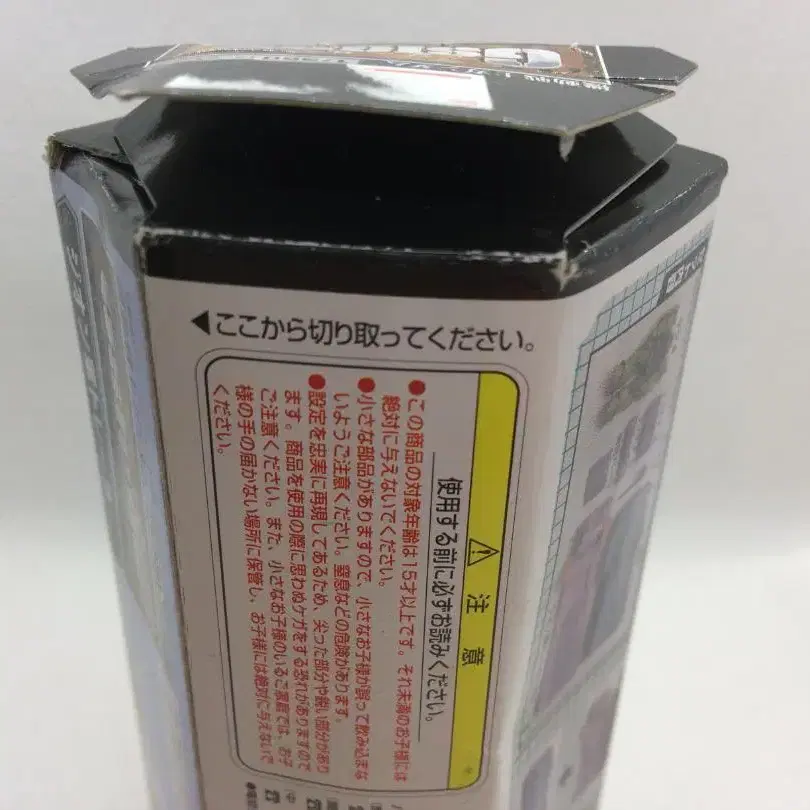 ◀ここから切り取ってください。
⚠ 注意
使用する前に必ずお読みください。
●この商品の対象年齢は15才以上です。それ未満のお子様には
絶対に与えないでください。
●小さな部品がありますので、小さなお子様が誤って飲み込まな
いようご注意ください。窒息などの危険があります。
●設定を忠実に再現してあるため、尖った部分や鋭い部分があり
ます。商品を使用の際に思わぬケガをする恐れがありますので
ご注意ください。また、小さなお子様のいるご家庭では、お子
様の手の届かない場所に保管し、お子様には絶対に与えないで
ください。